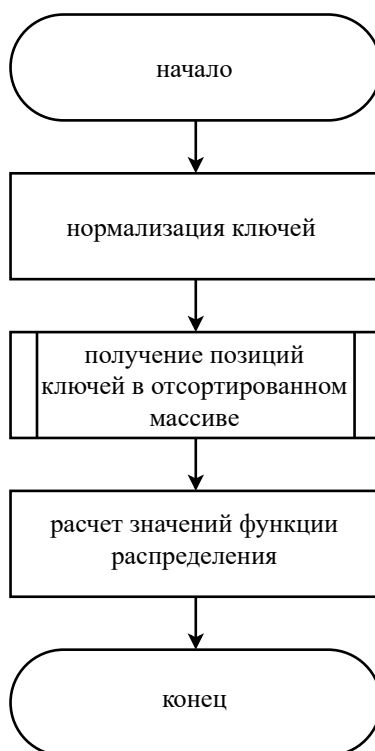 начало
нормализация ключей
получение позиций
ключей в отсортированном
массиве
расчет значений функции
распределения
конец